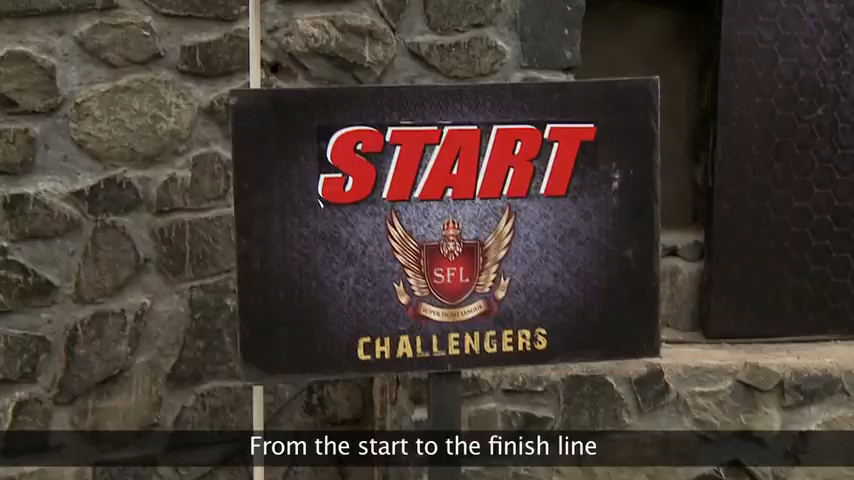 START
SFL
SUPER FIGHT LEAGUE
CHALLENGERS
From the start to the finish line